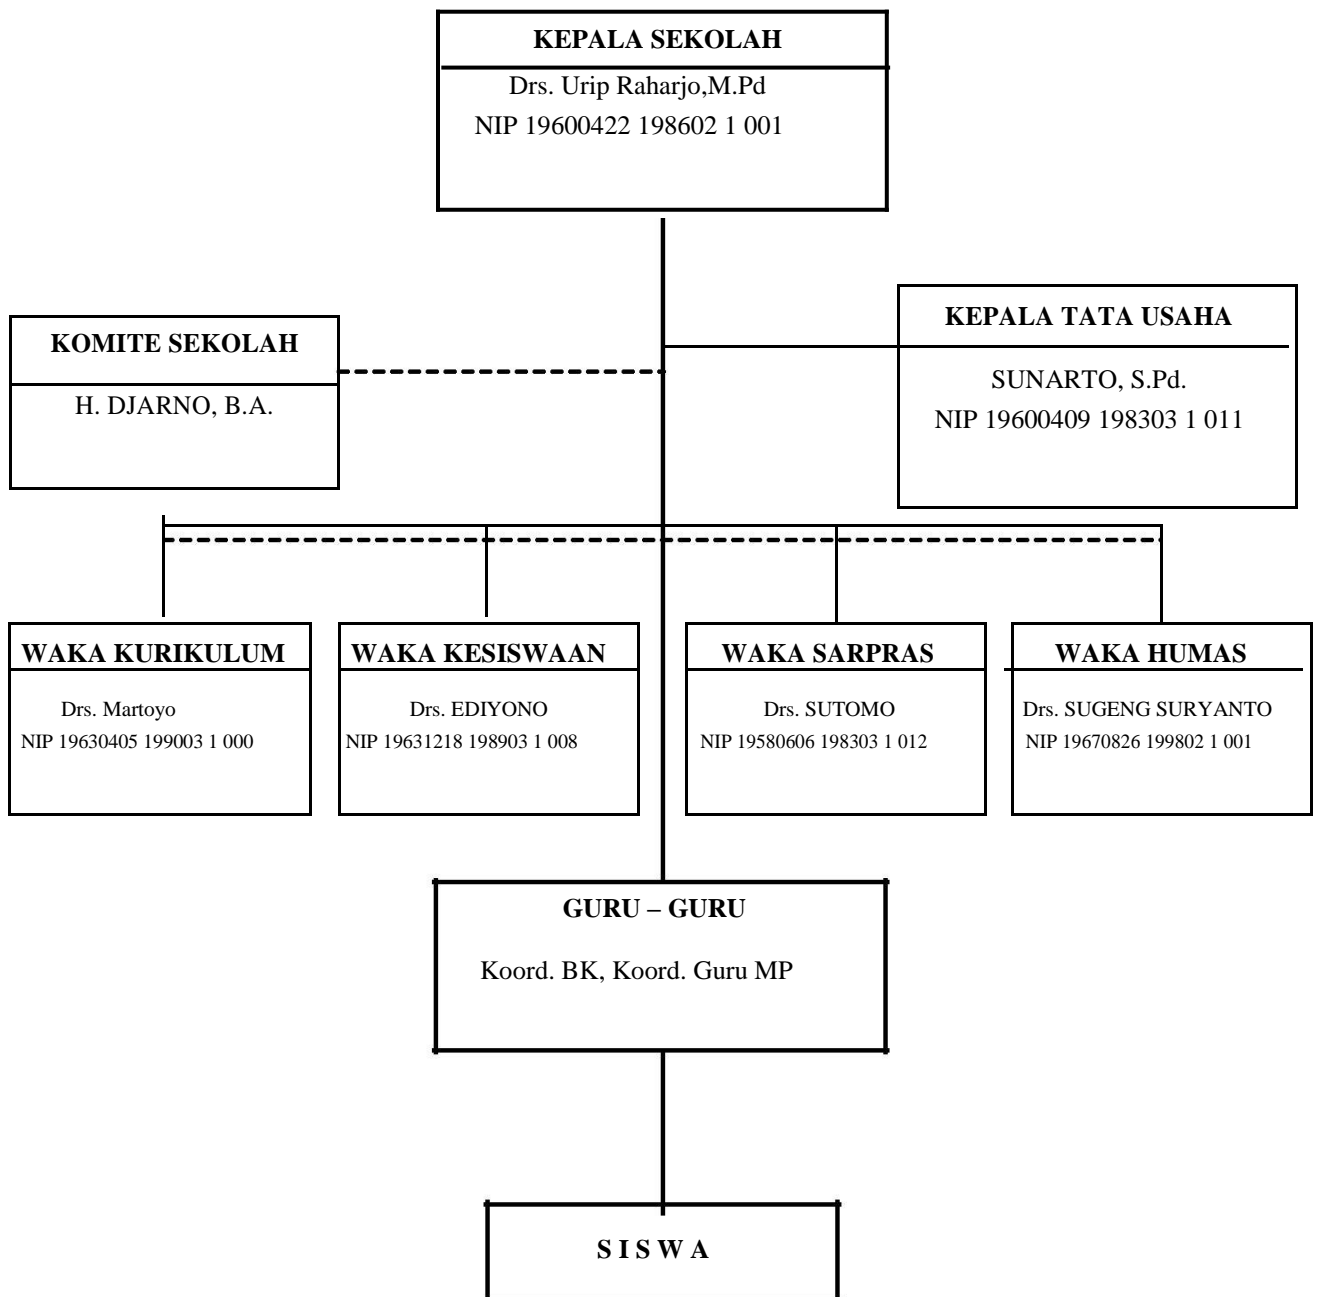 KEPALA SEKOLAH
Drs. Urip Raharjo,M.Pd
NIP 19600422 198602 1 001
KOMITE SEKOLAH
H. DJARNO, B.A.
KEPALA TATA USAHA
SUNARTO, S.Pd.
NIP 19600409 198303 1 011
WAKA KURIKULUM
Drs. Martoyo
NIP 19630405 199003 1 000
WAKA KESISWAAN
Drs. EDIYONO
NIP 19631218 198903 1 008
WAKA SARPRAS
Drs. SUTOMO
NIP 19580606 198303 1 012
WAKA HUMAS
Drs. SUGENG SURYANTO
NIP 19670826 199802 1 001
GURU – GURU
Koord. BK, Koord. Guru MP
S I S W A